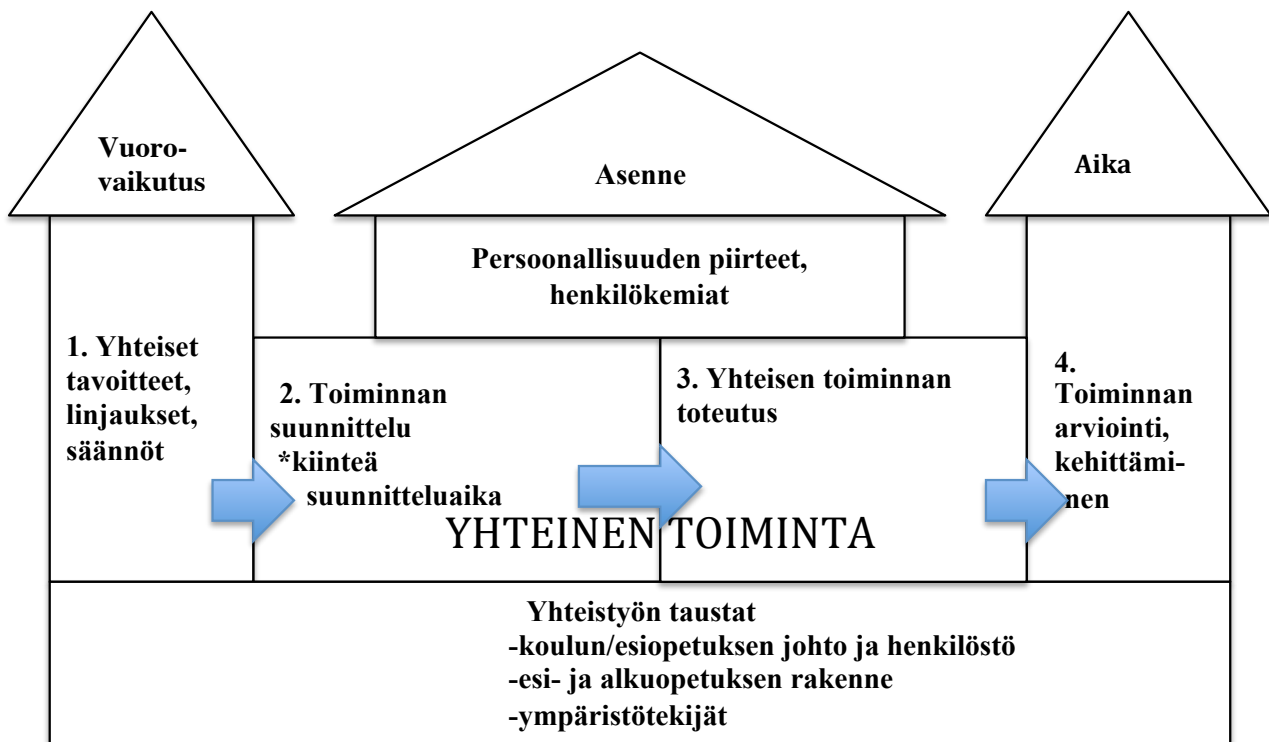 Vuoro-
vaikutus
Asenne
Aika
Persoonallisuuden piirteet,
henkilökemiat
1. Yhteiset
tavoitteet,
linjaukset,
säännöt
2. Toiminnan
suunnittelu
*kiinteä
suunnitteluaika
3. Yhteisen toiminnan
toteutus
4.
Toiminnan
arviointi,
kehittämi-
nen
YHTEINEN TOIMINTA
Yhteistyön taustat
-koulun/esiopetuksen johto ja henkilöstö
-esi- ja alkuopetuksen rakenne
-ympäristötekijät